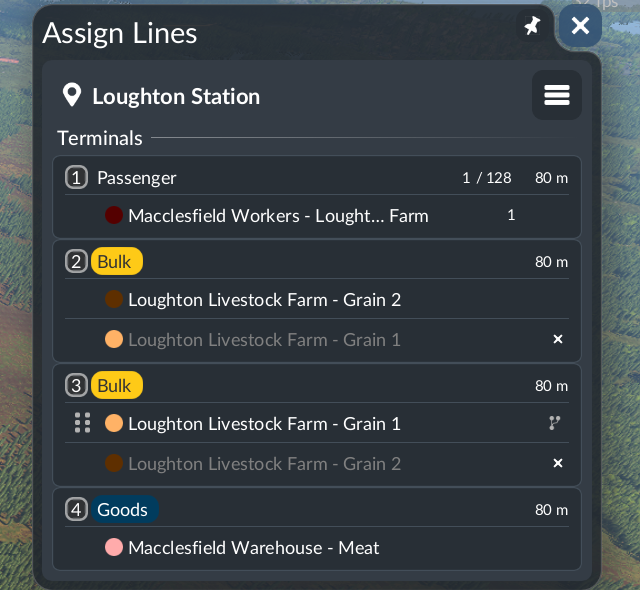 fps
Assign Lines
Loughton Station
Terminals
1 Passenger 1 / 128 80 m
Macclesfield Workers - Lought... Farm 1
2 Bulk 80 m
Loughton Livestock Farm - Grain 2
Loughton Livestock Farm - Grain 1
3 Bulk 80 m
Loughton Livestock Farm - Grain 1
Loughton Livestock Farm - Grain 2
4 Goods 80 m
Macclesfield Warehouse - Meat